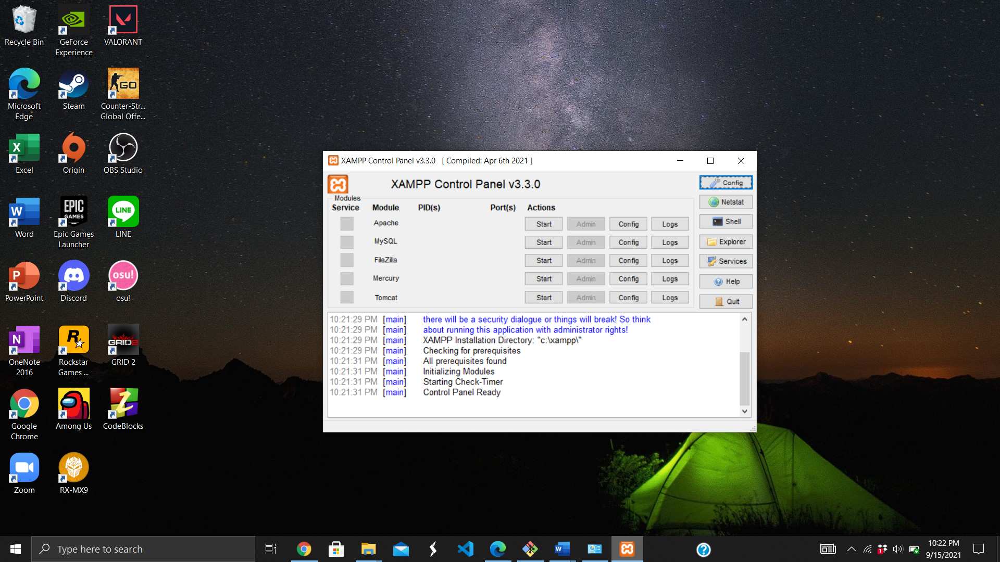 Recycle Bin
GeForce
Experience
VALORANT
Microsoft
Edge
Steam
GO
Counter-Str...
Global Offe...
X
Excel
Origin
OBS Studio
W
Word
EPIC
GAMES
Epic Games
Launcher
LINE
LINE
P
PowerPoint
Discord
osu!
osu!
N
OneNote
2016
R
Rockstar
Games ...
GRID 2
GRID 2
Google
Chrome
Among Us
CodeBlocks
Zoom
RX-MX9
XAMPP Control Panel v3.3.0 [ Compiled: Apr 6th 2021 ]
XAMPP Control Panel v3.3.0
Config
Modules
Service Module PID(s) Port(s) Actions
Netstat
Apache Start Admin Config Logs
Shell
MySQL Start Admin Config Logs
Explorer
FileZilla Start Admin Config Logs
Services
Mercury Start Admin Config Logs
Help
Tomcat Start Admin Config Logs
Quit
10:21:29 PM [main] there will be a security dialogue or things will break! So think
10:21:29 PM [main] about running this application with administrator rights!
10:21:29 PM [main] XAMPP Installation Directory: "c:\xampp\"
10:21:29 PM [main] Checking for prerequisites
10:21:31 PM [main] All prerequisites found
10:21:31 PM [main] Initializing Modules
10:21:31 PM [main] Starting Check-Timer
10:21:31 PM [main] Control Panel Ready
Type here to search
W
?
1
10:22 PM
9/15/2021